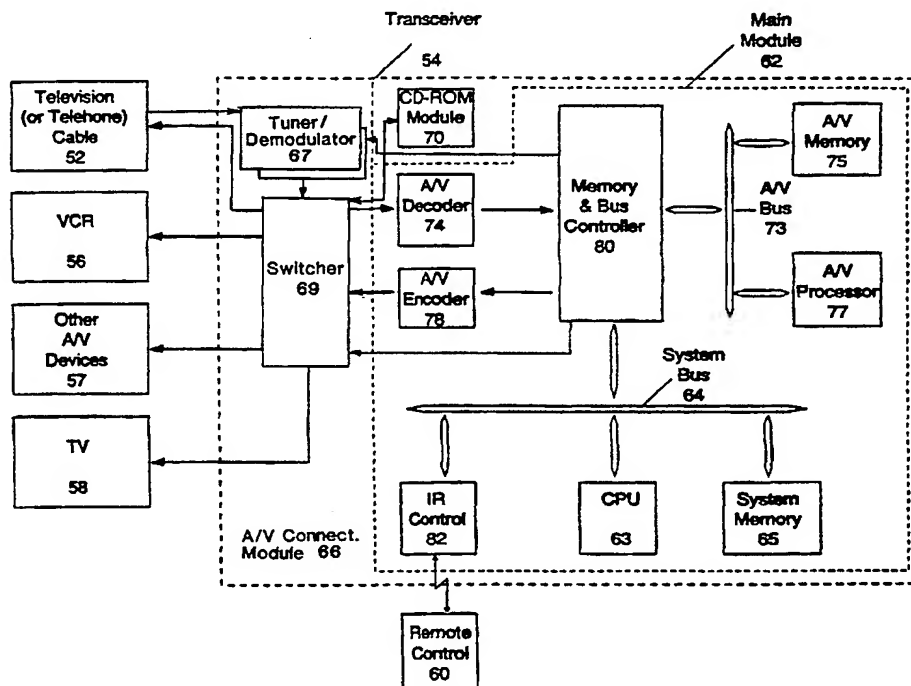 Transceiver
54
Main
Module
62
Television
(or Telehone)
Cable
52
Tuner/
Demodulator
67
CD-ROM
Module
70
A/V
Memory
75
VCR
56
A/V
Decoder
74
Memory
& Bus
Controller
80
A/V
Bus
73
Switcher
69
A/V
Encoder
78
A/V
Processor
77
Other
A/V
Devices
57
System
Bus
64
TV
58
IR
Control
82
CPU
63
System
Memory
65
A/V Connect.
Module 66
Remote
Control
60